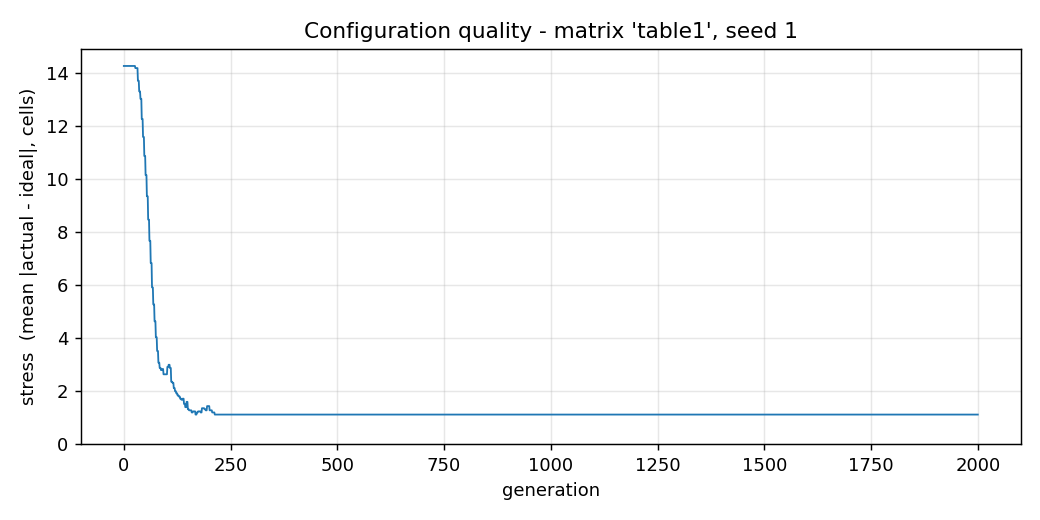 Configuration quality - matrix 'table1', seed 1
stress  (mean |actual - ideal|, cells)
14
12
10
8
6
4
2
0
0 250 500 750 1000 1250 1500 1750 2000
generation